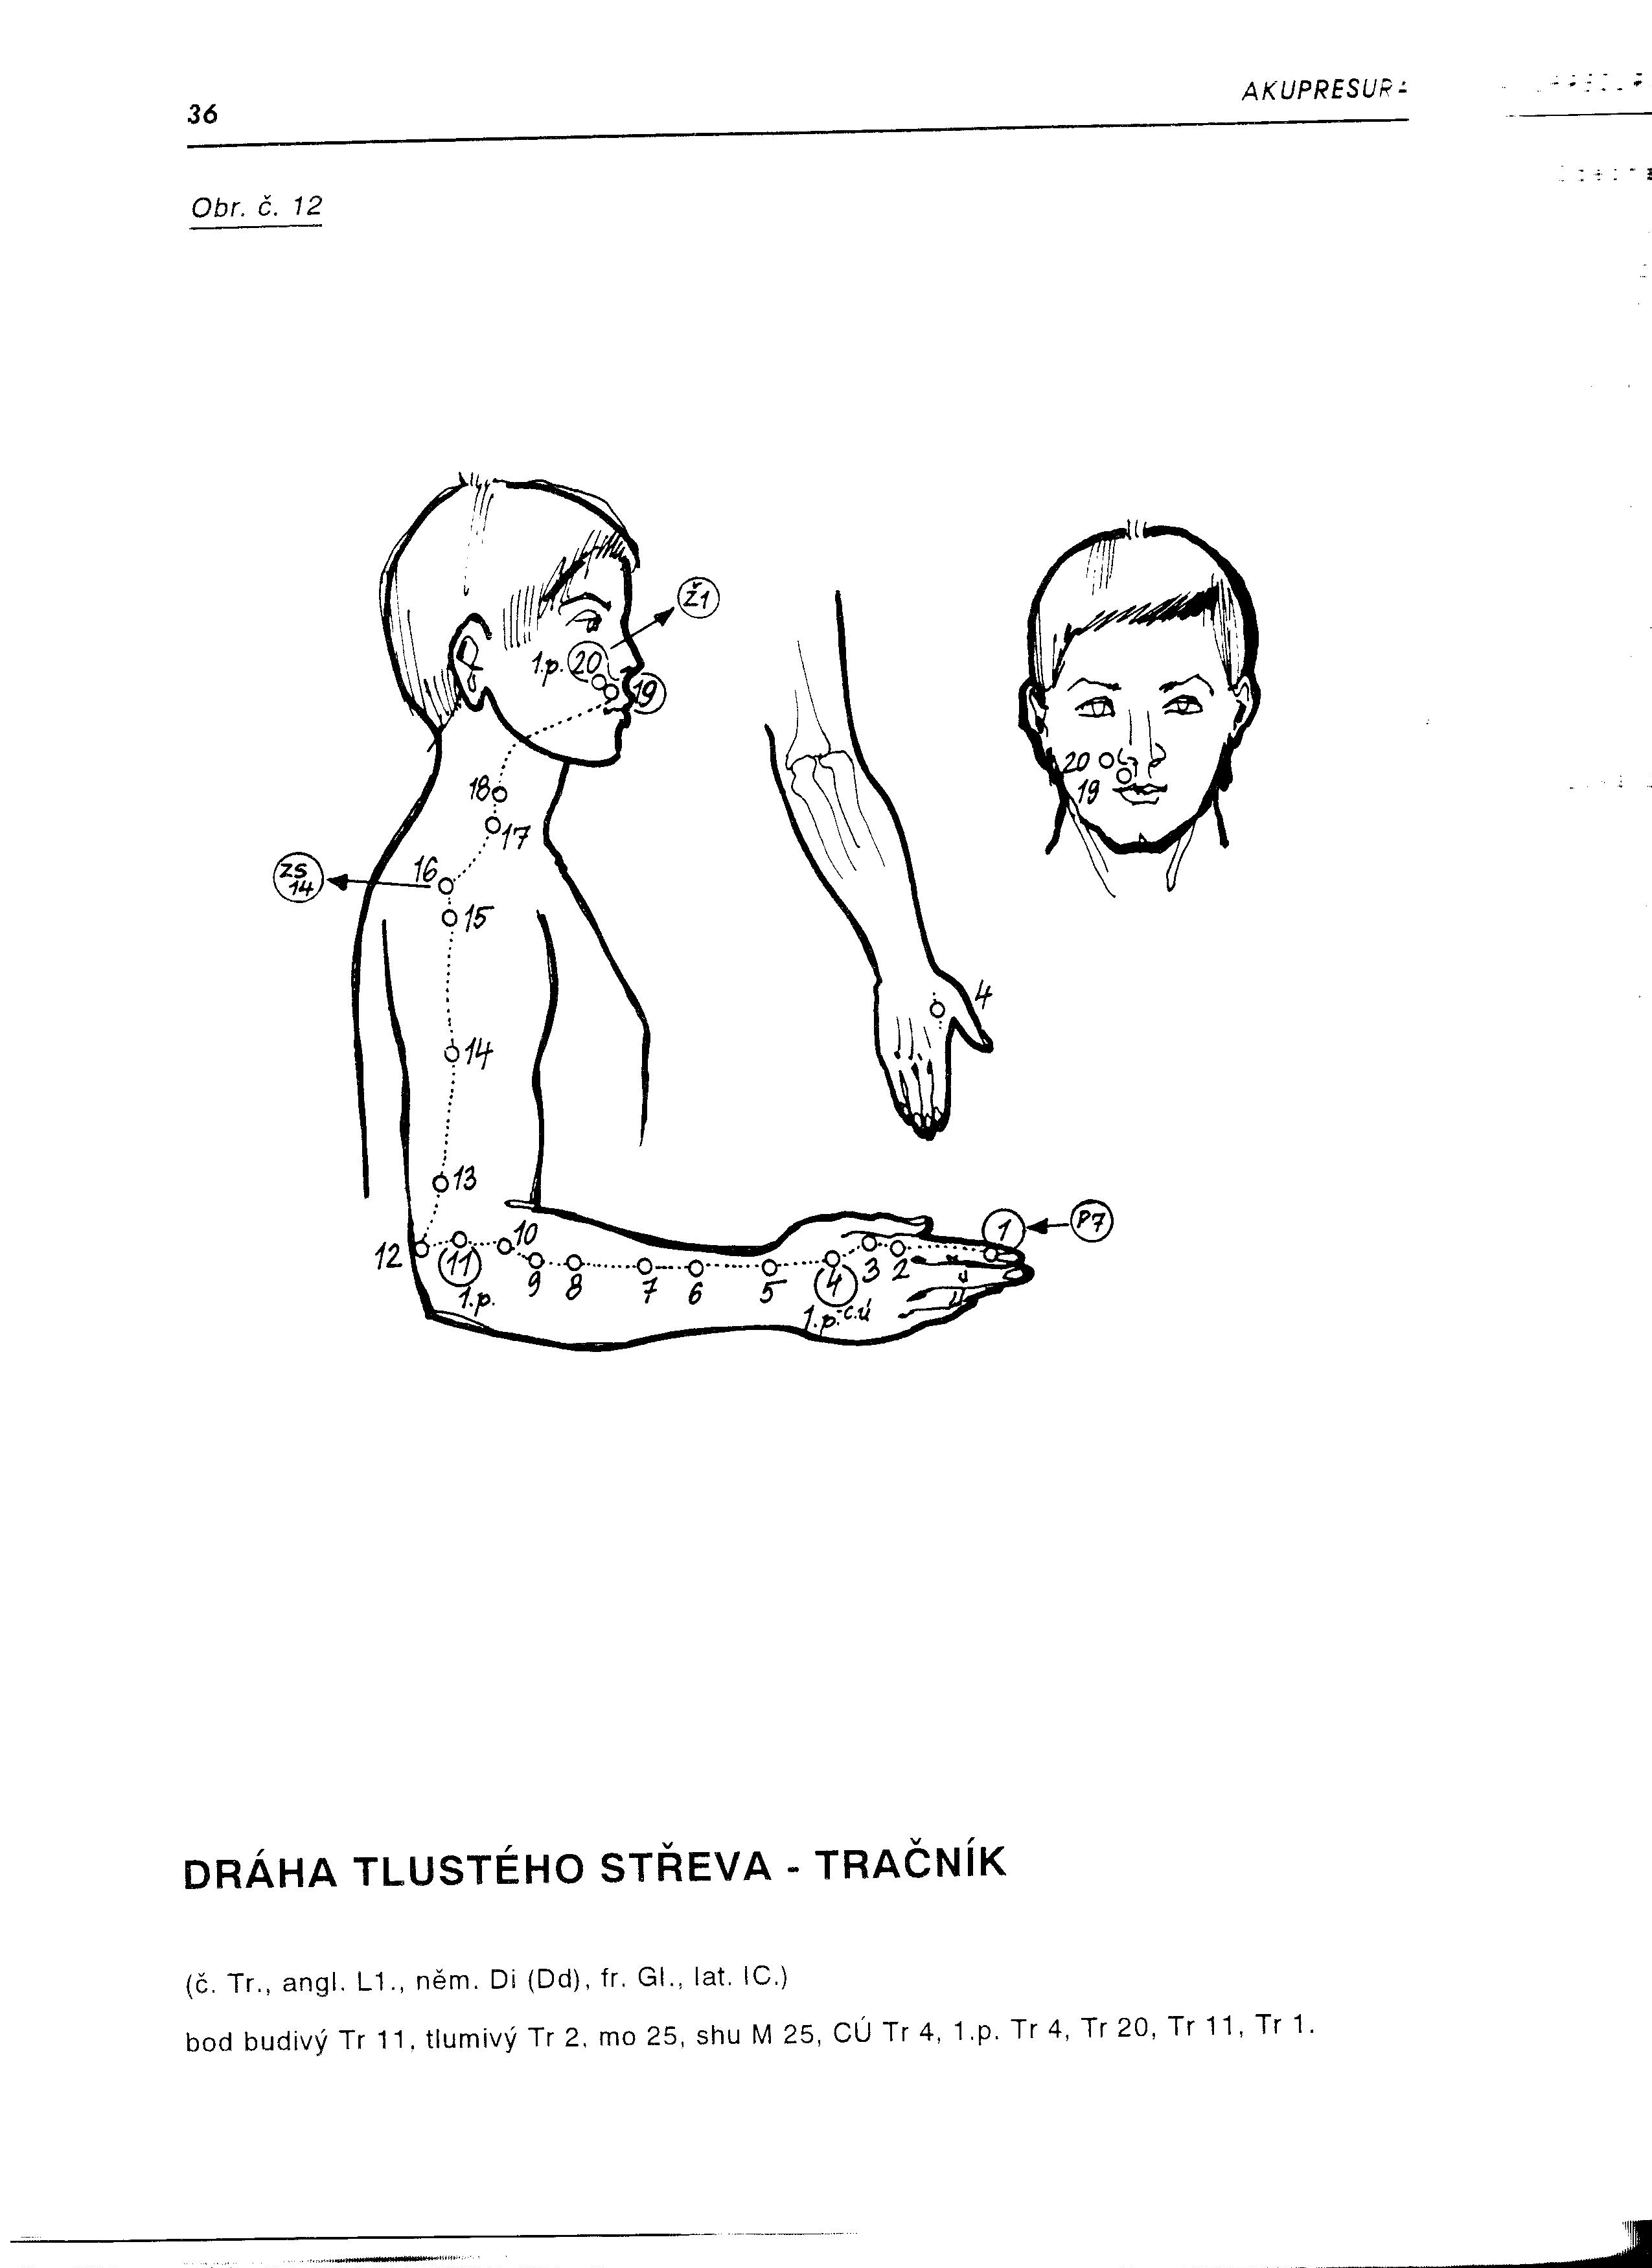 36
AKUPRESURA
Obr. č. 12
Ž1
1.p. 20
19
18
17
16
ZS
14
15
14
13
12
11
1.p.
10
9
8
7
6
5
4
1.p.-C.Ú
3
2
1
P7
4
20
19
DRÁHA TLUSTÉHO STŘEVA - TRAČNÍK
(č. Tr., angl. L1., něm. Di (Dd), fr. GI., lat. IC.)
bod budivý Tr 11, tlumivý Tr 2, mo 25, shu M 25, CÚ Tr 4, 1.p. Tr 4, Tr 20, Tr 11, Tr 1.